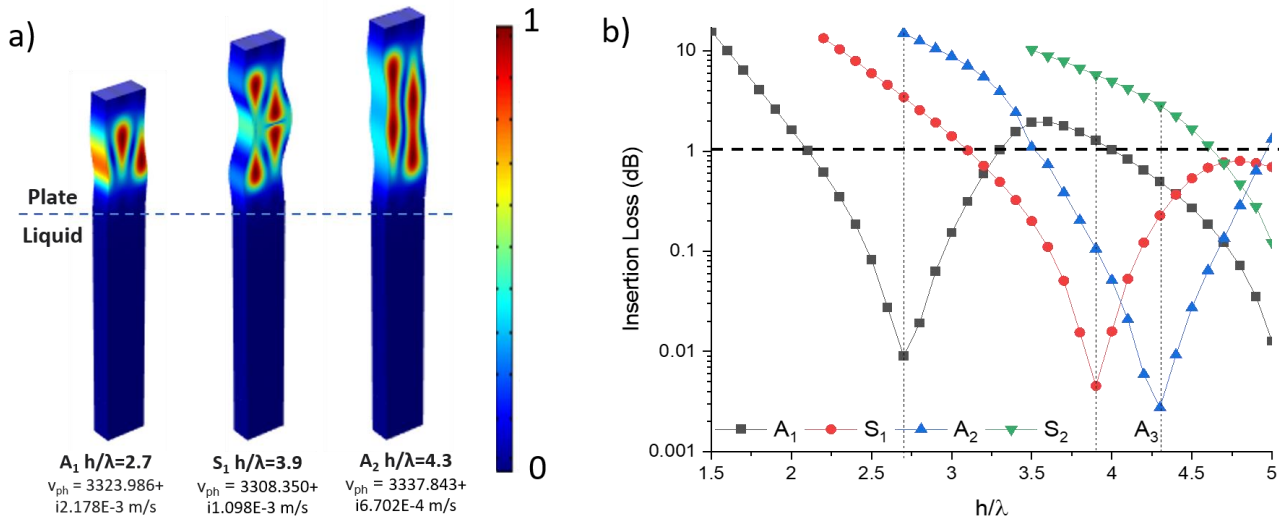 a)
1
0
Plate
Liquid
A₁ h/λ=2.7
vₚₕ = 3323.986+
i2.178E-3 m/s
S₁ h/λ=3.9
vₚₕ = 3308.350+
i1.098E-3 m/s
A₂ h/λ=4.3
vₚₕ = 3337.843+
i6.702E-4 m/s
b)
Insertion Loss (dB)
10
1
0.1
0.01
0.001
A₁ S₁ A₂ S₂ A₃
1.5 2 2.5 3 3.5 4 4.5 5
h/λ